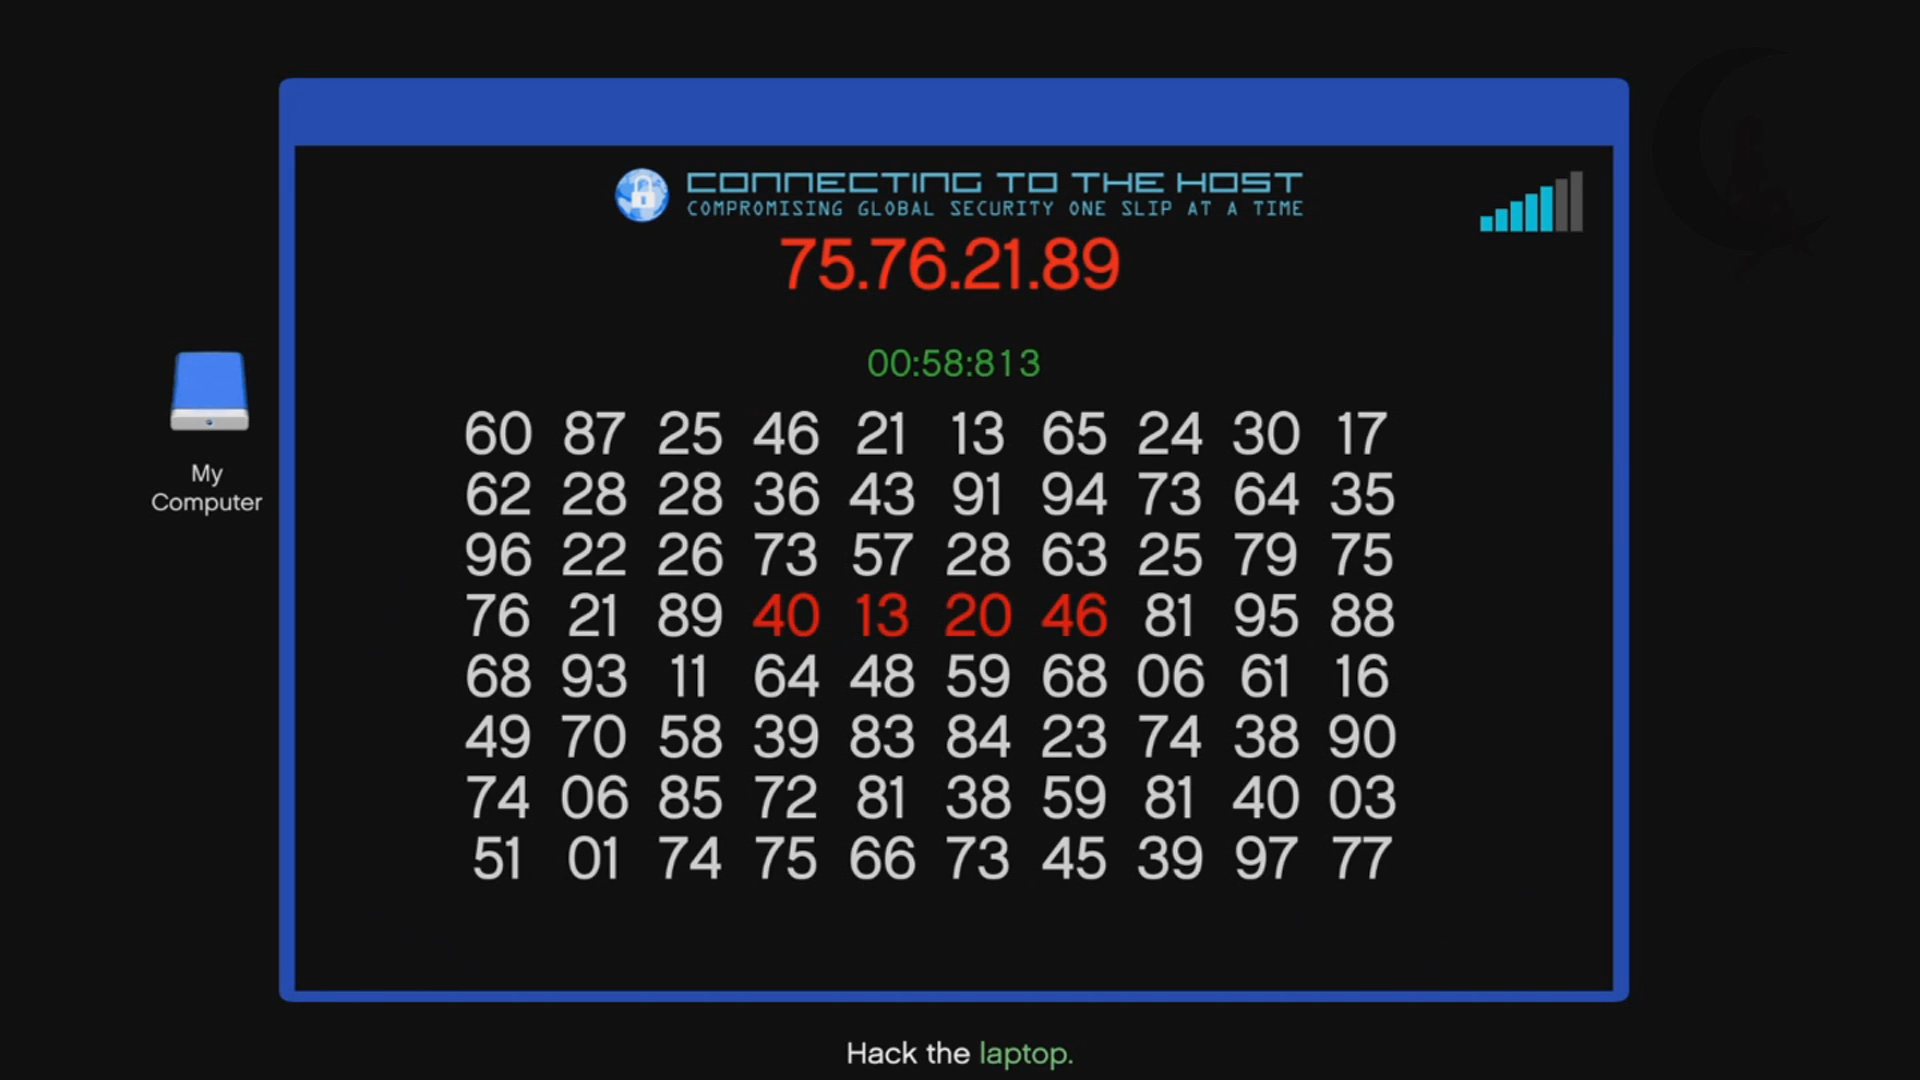 CONNECTING TO THE HOST
COMPROMISING GLOBAL SECURITY ONE SLIP AT A TIME
75.76.21.89
00:58:813
60 87 25 46 21 13 65 24 30 17
62 28 28 36 43 91 94 73 64 35
96 22 26 73 57 28 63 25 79 75
76 21 89 40 13 20 46 81 95 88
68 93 11 64 48 59 68 06 61 16
49 70 58 39 83 84 23 74 38 90
74 06 85 72 81 38 59 81 40 03
51 01 74 75 66 73 45 39 97 77
My
Computer
Hack the laptop.